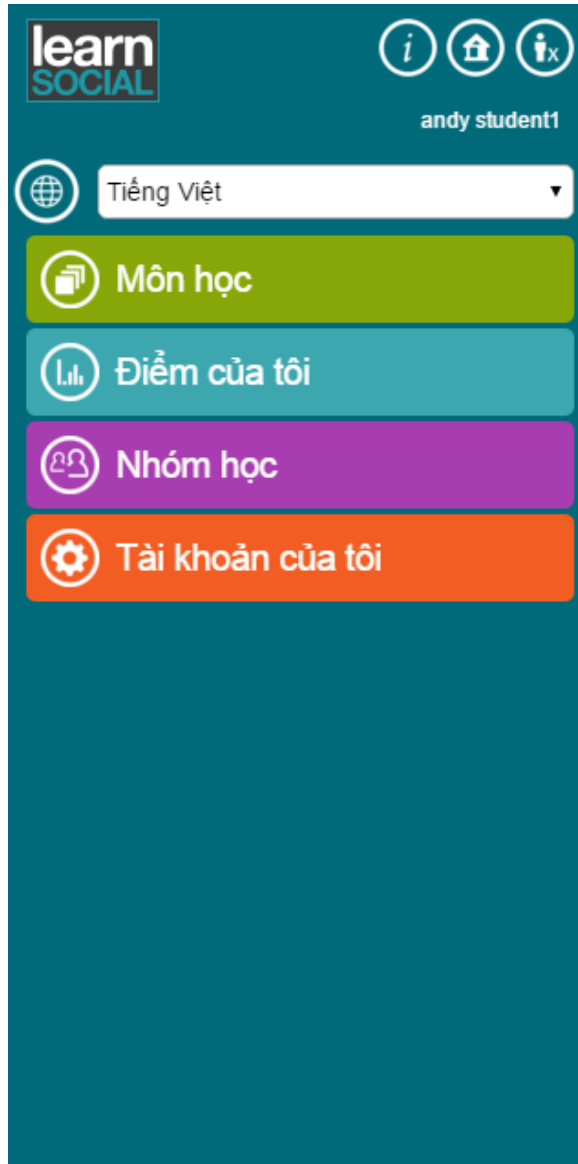 learn
SOCIAL
i
x
andy student1
Tiếng Việt
Môn học
Điểm của tôi
Nhóm học
Tài khoản của tôi